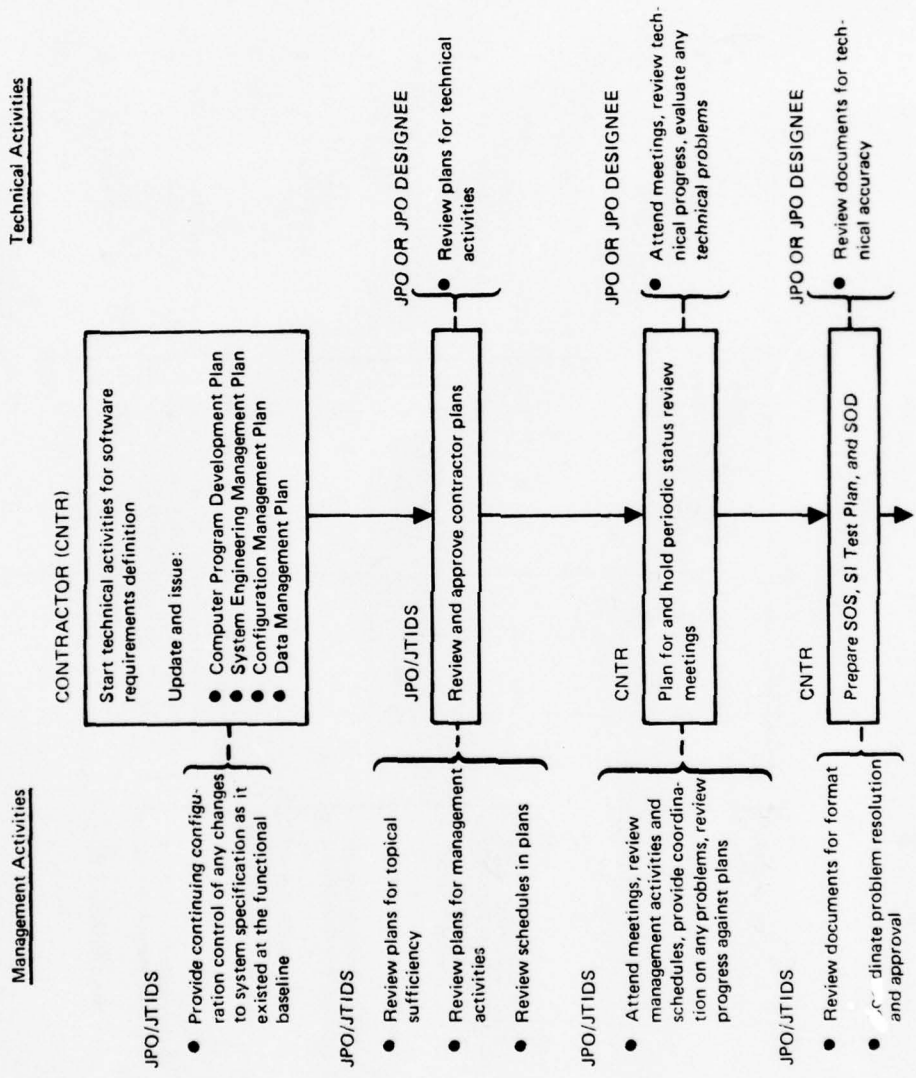 Management Activities
Technical Activities
CONTRACTOR (CNTR)
JPO/JTIDS
● Provide continuing configu-
ration control of any changes
to system specification as it
existed at the functional
baseline
Start technical activities for software
requirements definition
Update and issue:
● Computer Program Development Plan
● System Engineering Management Plan
● Configuration Management Plan
● Data Management Plan
JPO/JTIDS
● Review plans for topical
sufficiency
● Review plans for management
activities
● Review schedules in plans
JPO/JTIDS
Review and approve contractor plans
JPO OR JPO DESIGNEE
● Review plans for technical
activities
JPO/JTIDS
● Attend meetings, review
management activities and
schedules, provide coordina-
tion on any problems, review
progress against plans
CNTR
Plan for and hold periodic status review
meetings
JPO OR JPO DESIGNEE
● Attend meetings, review tech-
nical progress, evaluate any
technical problems
JPO/JTIDS
● Review documents for format
● problem resolution
and approval
CNTR
Prepare SOS, SI Test Plan, and SOD
JPO OR JPO DESIGNEE
● Review documents for tech-
nical accuracy